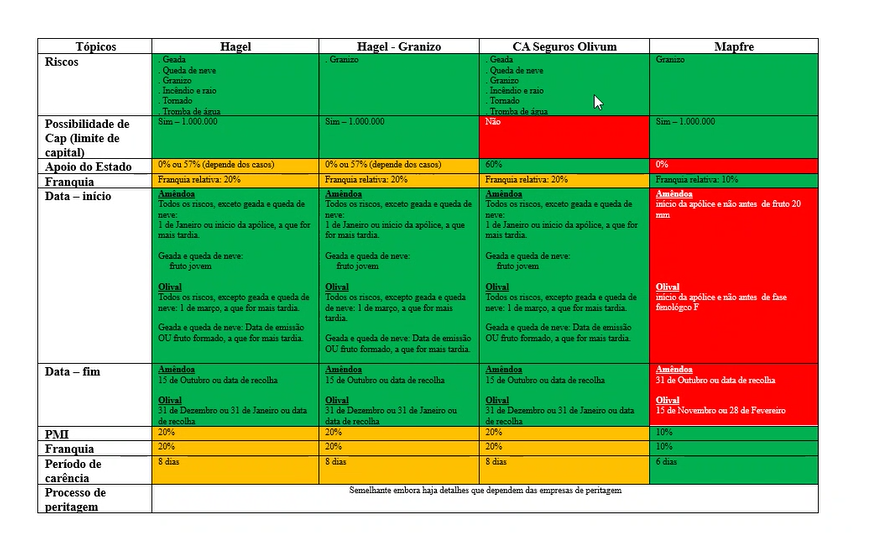 Tópicos Hagel Hagel - Granizo CA Seguros Olivum Mapfre
Riscos
. Geada
. Queda de neve
. Granizo
. Incêndio e raio
. Tornado
. Tromba de água
. Granizo
. Geada
. Queda de neve
. Granizo
. Incêndio e raio
. Tornado
. Tromba de água
Granizo
Possibilidade de
Cap (limite de
capital)
Sim – 1.000.000
Sim – 1.000.000
Não
Sim – 1.000.000
Apoio do Estado
0% ou 57% (depende dos casos)
0% ou 57% (depende dos casos)
60%
0%
Franquia
Franquia relativa: 20%
Franquia relativa: 20%
Franquia relativa: 20%
Franquia relativa: 10%
Data – início
Amêndoa
Todos os riscos, exceto geada e queda de
neve:
1 de Janeiro ou inicio da apólice, a que for
mais tardia.
Geada e queda de neve:
fruto jovem
Olival
Todos os riscos, excepto geada e queda de
neve: 1 de março, a que for mais tardia.
Geada e queda de neve: Data de emissão
OU fruto formado, a que for mais tardia.
Amêndoa
Todos os riscos, exceto geada e queda de
neve:
1 de Janeiro ou inicio da apólice, a que
for mais tardia.
Geada e queda de neve:
fruto jovem
Olival
Todos os riscos, excepto geada e queda
de neve: 1 de março, a que for mais
tardia.
Geada e queda de neve: Data de emissão
OU fruto formado, a que for mais tardia.
Amêndoa
Todos os riscos, exceto geada e queda de
neve:
1 de Janeiro ou inicio da apólice, a que for
mais tardia.
Geada e queda de neve:
fruto jovem
Olival
Todos os riscos, excepto geada e queda de
neve: 1 de março, a que for mais tardia.
Geada e queda de neve: Data de emissão
OU fruto formado, a que for mais tardia.
Amêndoa
início da apólice e não antes de fruto 20
mm
Olival
início da apólice e não antes de fase
fenológco F
Data – fim
Amêndoa
15 de Outubro ou data de recolha
Olival
31 de Dezembro ou 31 de Janeiro ou data
de recolha
Amêndoa
15 de Outubro ou data de recolha
Olival
31 de Dezembro ou 31 de Janeiro ou
data de recolha
Amêndoa
15 de Outubro ou data de recolha
Olival
31 de Dezembro ou 31 de Janeiro ou data
de recolha
Amêndoa
31 de Outubro ou data de recolha
Olival
15 de Novembro ou 28 de Fevereiro
PMI
20%
20%
20%
10%
Franquia
20%
20%
20%
10%
Período de
carência
8 dias
8 dias
8 dias
6 dias
Processo de
peritagem
Semelhante embora haja detalhes que dependem das empresas de peritagem